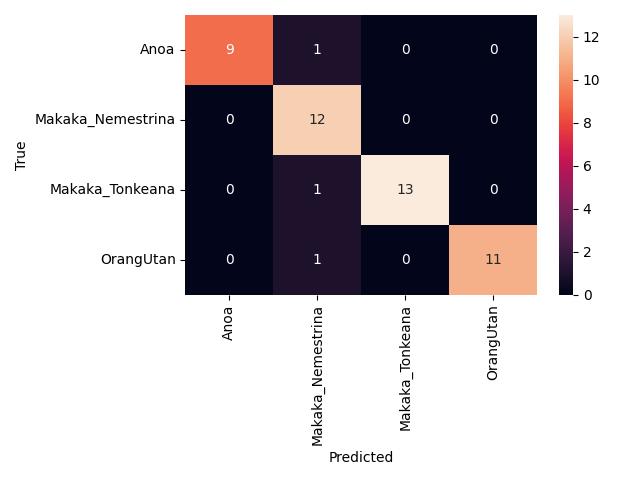 Anoa 9 1 0 0
Makaka_Nemestrina 0 12 0 0
Makaka_Tonkeana 0 1 13 0
OrangUtan 0 1 0 11
True
Anoa
Makaka_Nemestrina
Makaka_Tonkeana
OrangUtan
Predicted
12
10
8
6
4
2
0